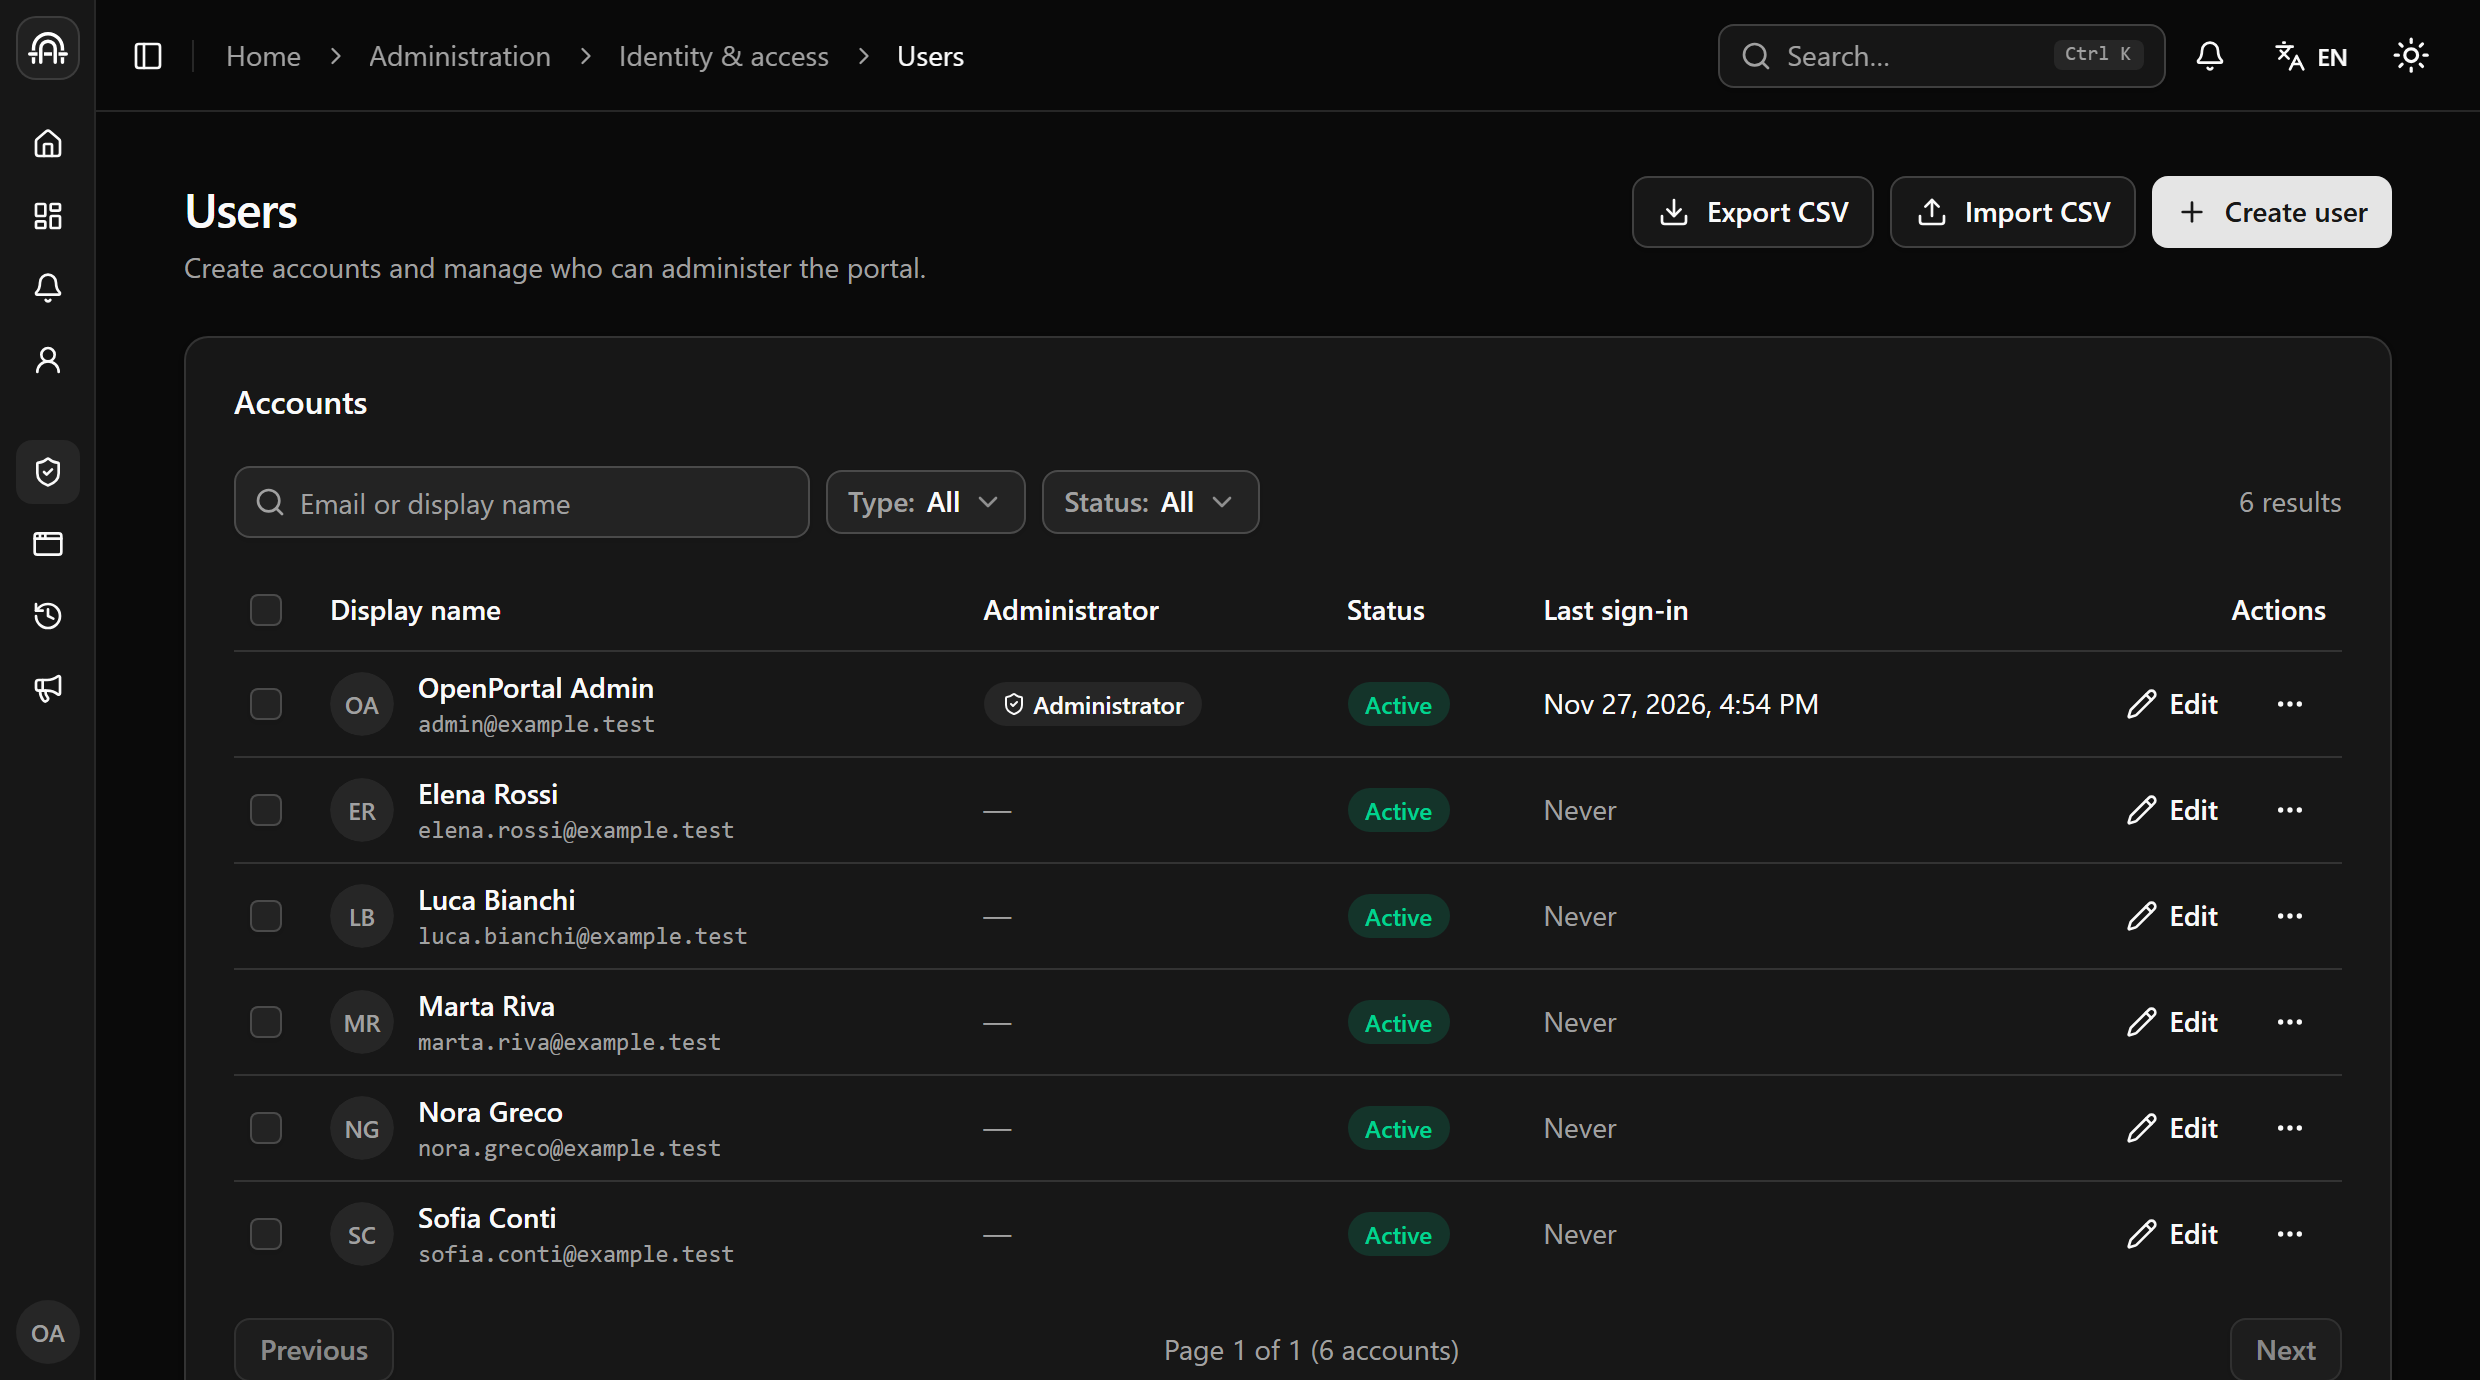 Home > Administration > Identity & access > Users
Search... Ctrl K
EN
Users
Create accounts and manage who can administer the portal.
Export CSV
Import CSV
Create user
Accounts
Email or display name
Type: All
Status: All
6 results
Display name Administrator Status Last sign-in Actions
OA OpenPortal Admin Administrator Active Nov 27, 2026, 4:54 PM Edit
admin@example.test
ER Elena Rossi — Active Never Edit
elena.rossi@example.test
LB Luca Bianchi — Active Never Edit
luca.bianchi@example.test
MR Marta Riva — Active Never Edit
marta.riva@example.test
NG Nora Greco — Active Never Edit
nora.greco@example.test
SC Sofia Conti — Active Never Edit
sofia.conti@example.test
OA
Previous Page 1 of 1 (6 accounts) Next